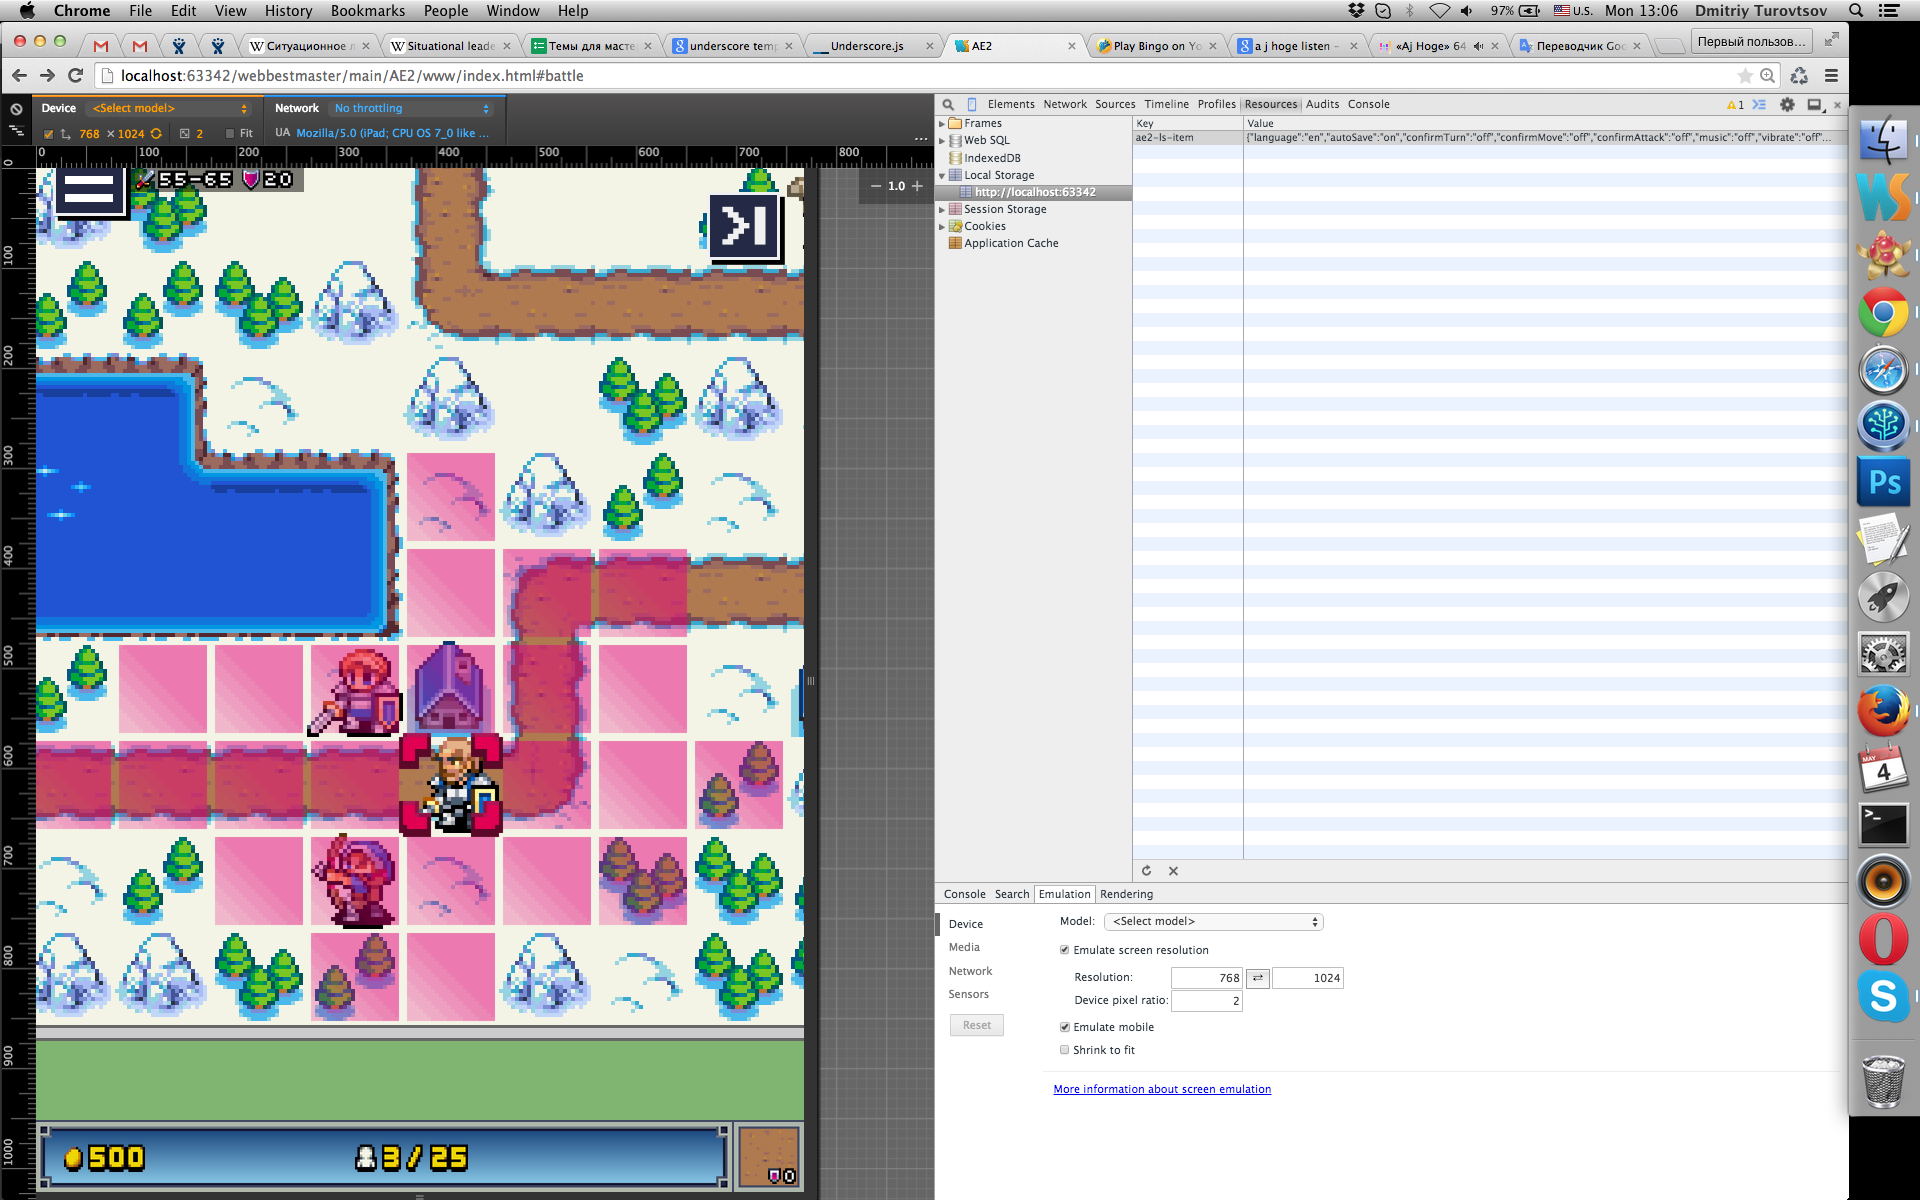 Chrome File Edit View History Bookmarks People Window Help 97% U.S. Mon 13:06 Dmitriy Turovtsov
Ситуационное л
Situational leade
Темы для масте
underscore temp
Underscore.js
AE2
Play Bingo on Yo
a j hoge listen –
«Aj Hoge» 64
Переводчик Goo
Первый пользов...
localhost:63342/webbestmaster/main/AE2/www/index.html#battle
Device <Select model> Network No throttling
768 × 1024 2 Fit UA Mozilla/5.0 (iPad; CPU OS 7_0 like ...
...
Elements Network Sources Timeline Profiles Resources Audits Console 1
0 100 200 300 400 500 600 700 800
0
100
200
300
400
500
600
700
800
900
1000
55-65 20
1.0
Frames
Web SQL
IndexedDB
Local Storage
http://localhost:63342
Session Storage
Cookies
Application Cache
Key Value
ae2-ls-item {"language":"en","autoSave":"on","confirmTurn":"off","confirmMove":"off","confirmAttack":"off","music":"off","vibrate":"off"...
Console Search Emulation Rendering
Device
Media
Network
Sensors
Reset
Model: <Select model>
Emulate screen resolution
Resolution: 768 1024
Device pixel ratio: 2
Emulate mobile
Shrink to fit
More information about screen emulation
500 3/25 0
WS
Ps
MAY
4
>_
S